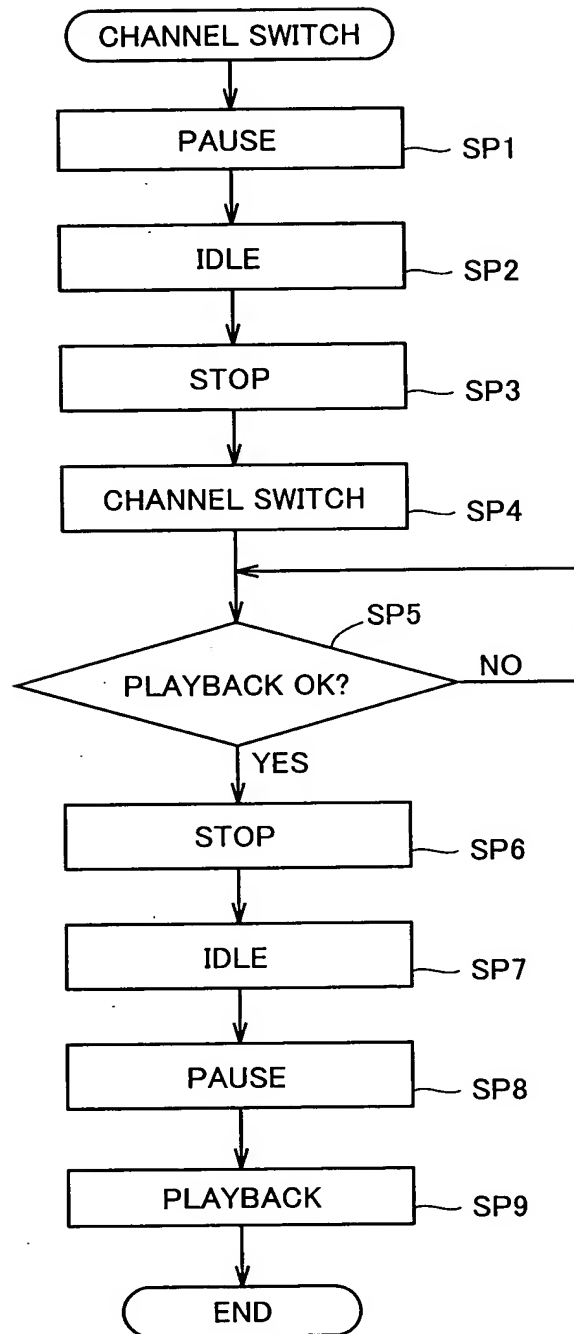 CHANNEL SWITCH
PAUSE
SP1
IDLE
SP2
STOP
SP3
CHANNEL SWITCH
SP4
SP5
PLAYBACK OK?
NO
YES
STOP
SP6
IDLE
SP7
PAUSE
SP8
PLAYBACK
SP9
END